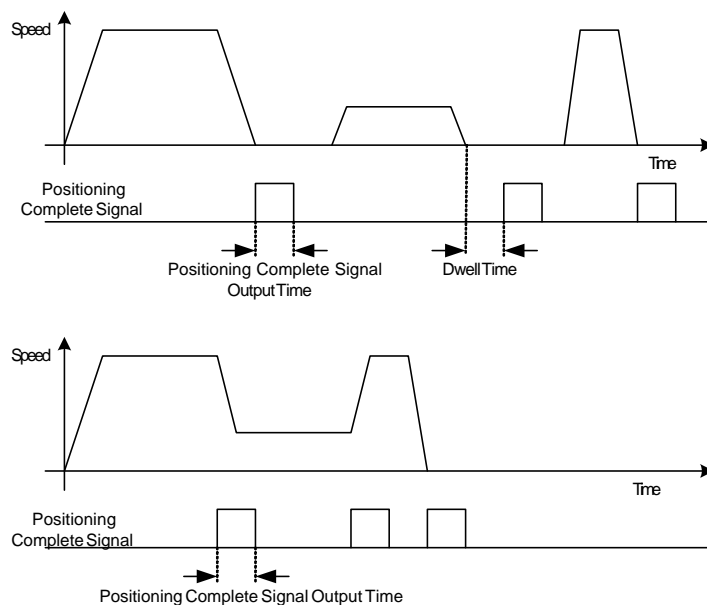 Speed
Time
Positioning
Complete Signal
Positioning Complete Signal
Output Time
Dwell Time
Speed
Time
Positioning
Complete Signal
Positioning Complete Signal Output Time